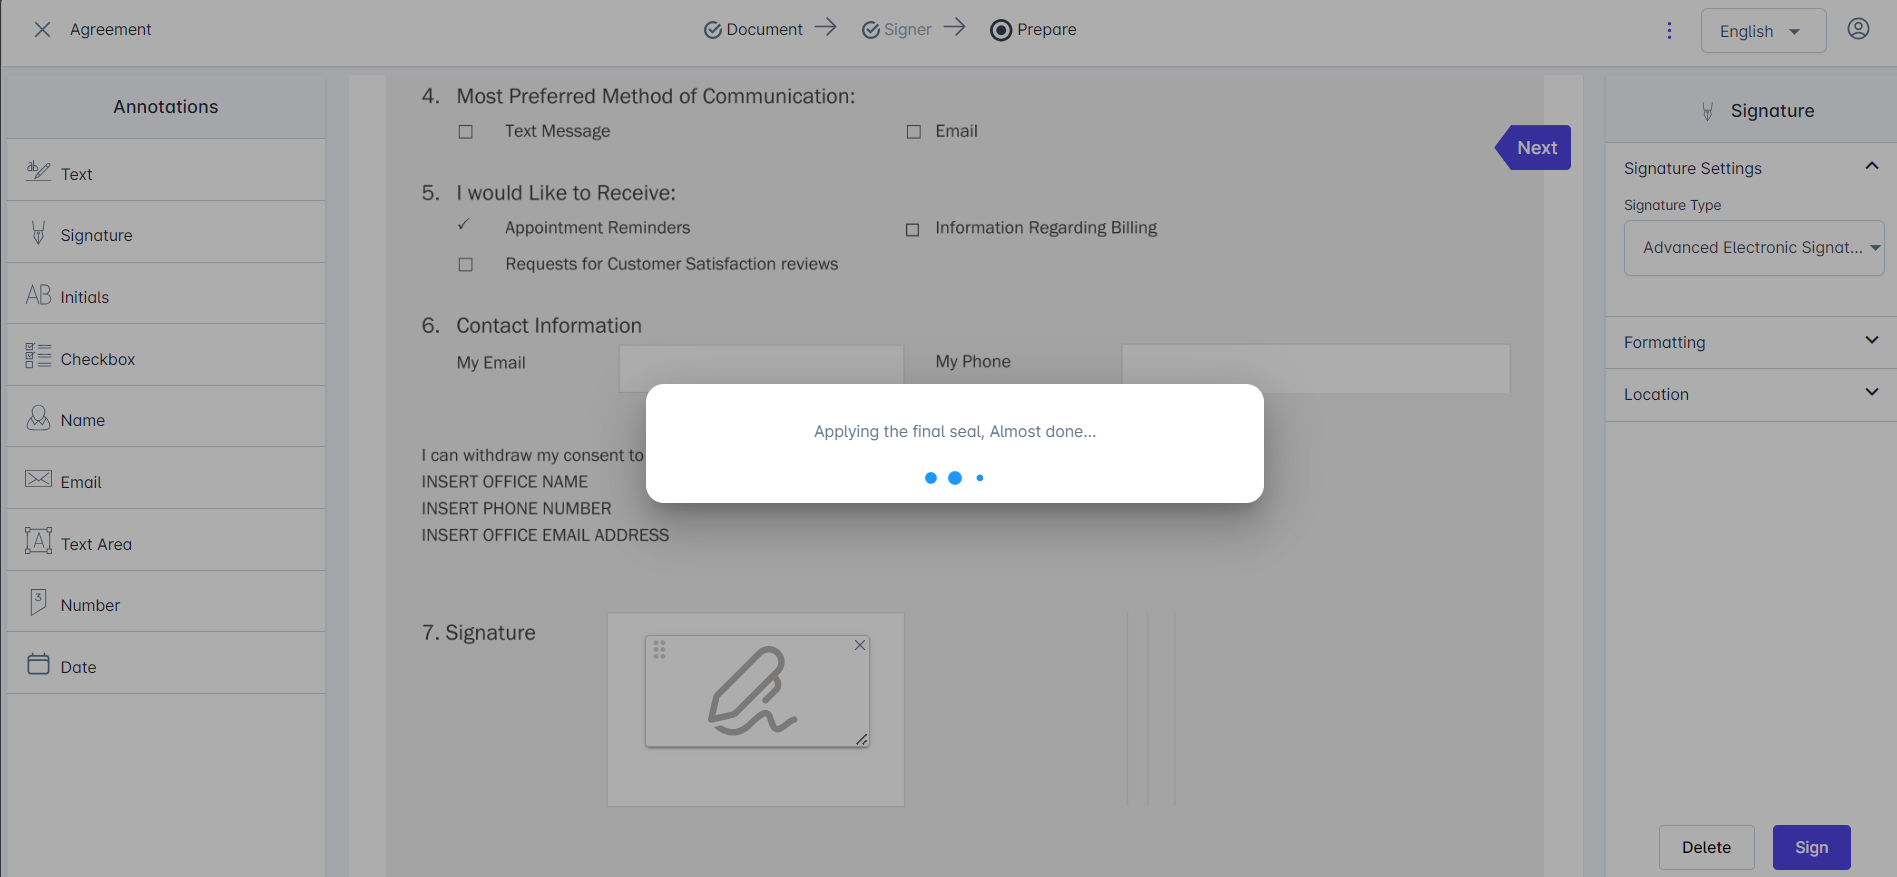 Agreement
Document
Signer
Prepare
English
Annotations
Text
Signature
Initials
Checkbox
Name
Email
Text Area
Number
Date
4. Most Preferred Method of Communication:
Text Message
Email
Next
5. I would Like to Receive:
✓ Appointment Reminders
Information Regarding Billing
Requests for Customer Satisfaction reviews
6. Contact Information
My Email
My Phone
Applying the final seal, Almost done...
I can withdraw my consent to
INSERT OFFICE NAME
INSERT PHONE NUMBER
INSERT OFFICE EMAIL ADDRESS
7. Signature
Signature
Signature Settings
Signature Type
Advanced Electronic Signat...
Formatting
Location
Delete
Sign